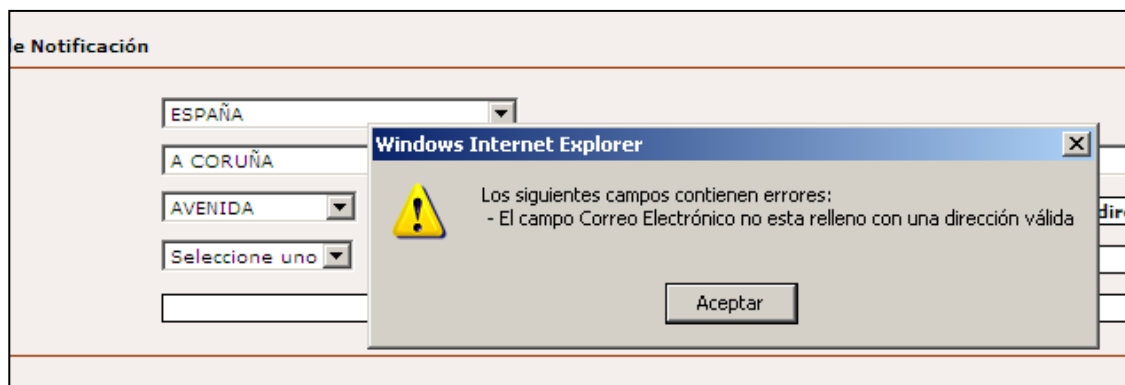 e Notificación
ESPAÑA
A CORUÑA
AVENIDA
Seleccione uno
Windows Internet Explorer
Los siguientes campos contienen errores:
- El campo Correo Electrónico no esta relleno con una dirección válida
Aceptar
dire